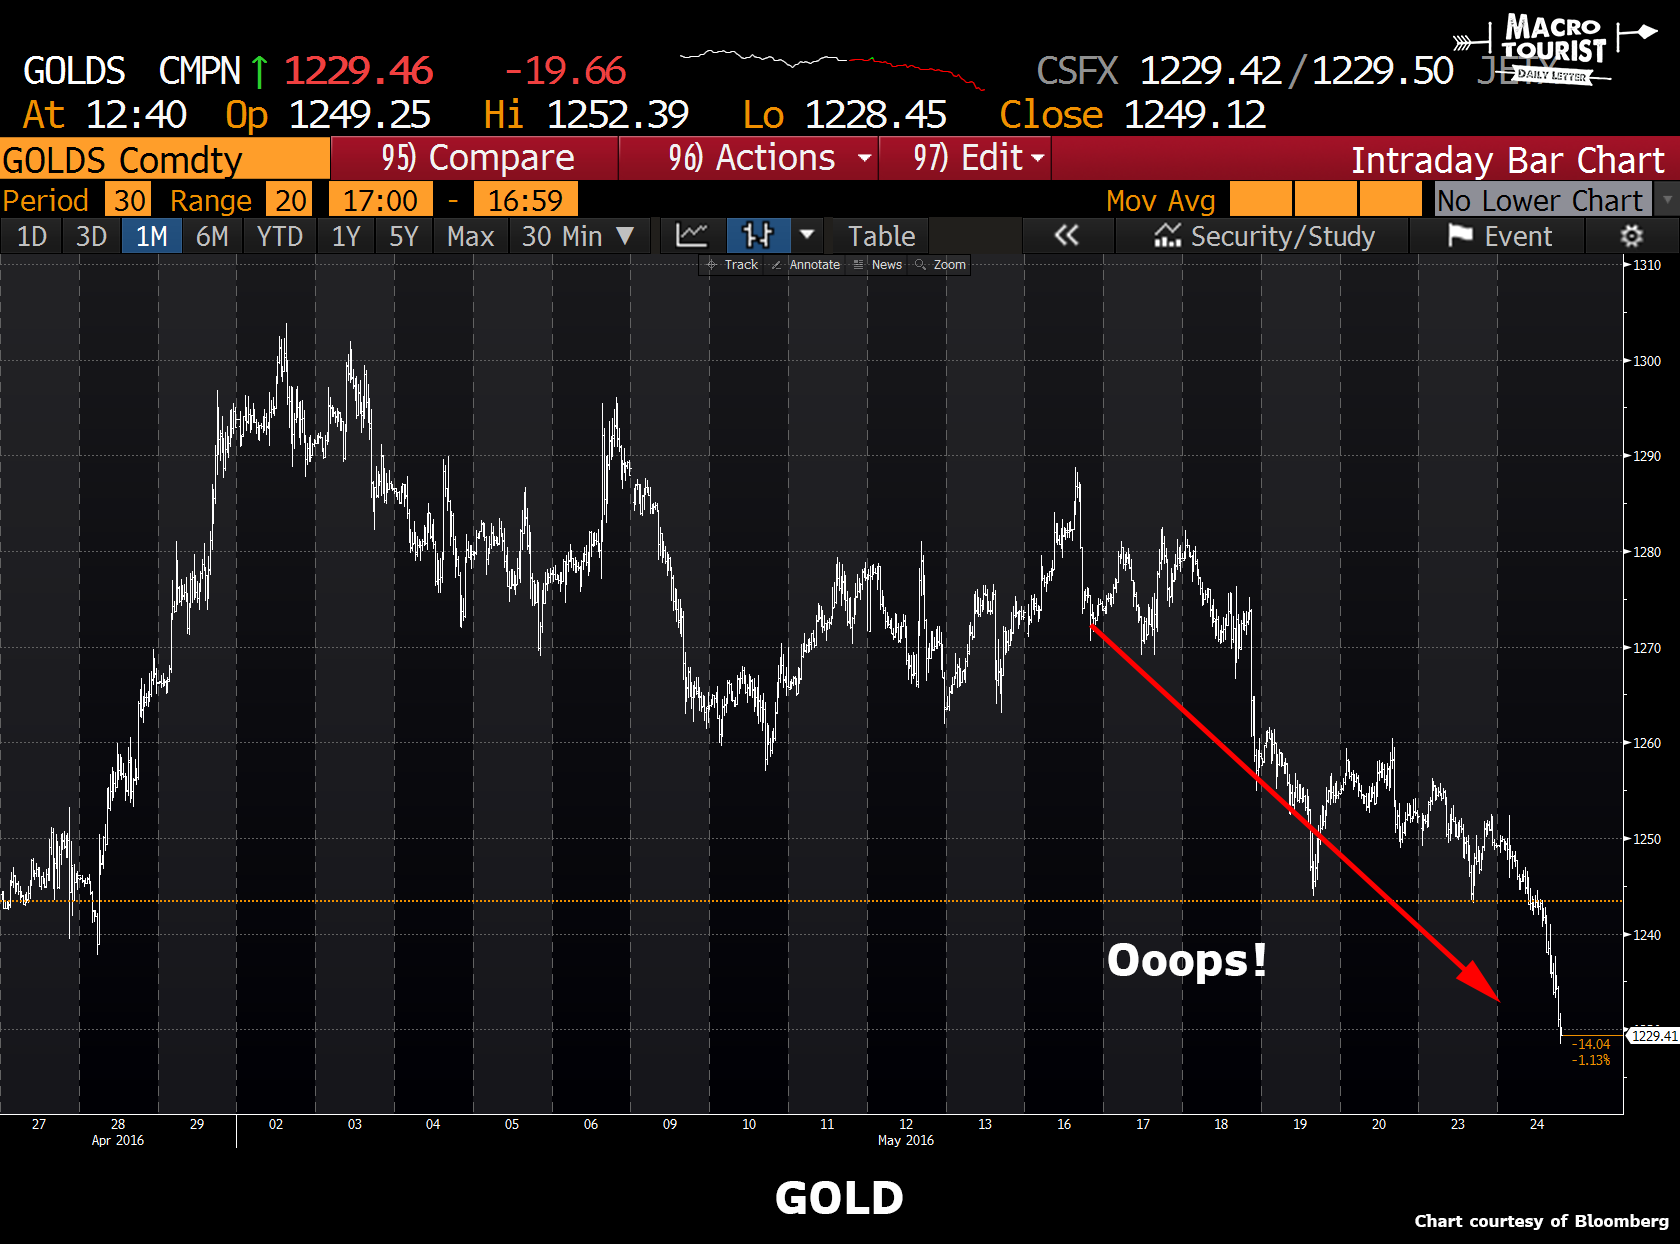 MACRO
TOURIST
DAILY LETTER
GOLDS CMPN ↑ 1229.46 -19.66 CSFX 1229.42/1229.50
At 12:40 Op 1249.25 Hi 1252.39 Lo 1228.45 Close 1249.12
GOLDS Comdty 95) Compare 96) Actions 97) Edit Intraday Bar Chart
Period 30 Range 20 17:00 - 16:59 Mov Avg No Lower Chart
1D 3D 1M 6M YTD 1Y 5Y Max 30 Min ▼ Table « Security/Study Event
Track Annotate News Zoom
1310
1300
1290
1280
1270
1260
1250
1240
1229.41
-14.04
-1.13%
Ooops!
27 28 29 02 03 04 05 06 09 10 11 12 13 16 17 18 19 20 23 24
Apr 2016 May 2016
GOLD
Chart courtesy of Bloomberg